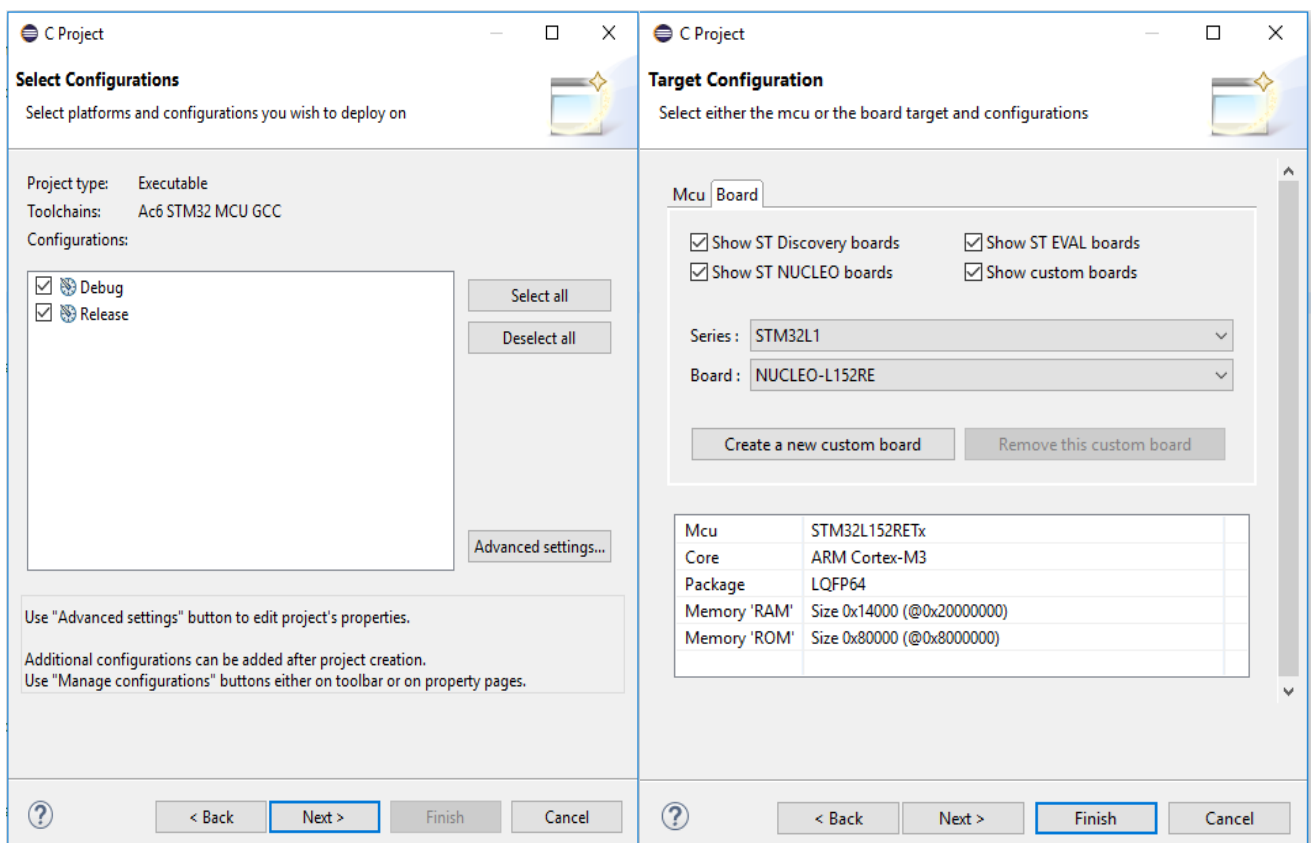 C Project
Select Configurations
Select platforms and configurations you wish to deploy on
Project type: Executable
Toolchains: Ac6 STM32 MCU GCC
Configurations:
Debug
Release
Select all
Deselect all
Advanced settings...
Use "Advanced settings" button to edit project's properties.
Additional configurations can be added after project creation.
Use "Manage configurations" buttons either on toolbar or on property pages.
?
< Back
Next >
Finish
Cancel
C Project
Target Configuration
Select either the mcu or the board target and configurations
Mcu Board
Show ST Discovery boards Show ST EVAL boards
Show ST NUCLEO boards Show custom boards
Series : STM32L1
Board : NUCLEO-L152RE
Create a new custom board Remove this custom board
Mcu STM32L152RETx
Core ARM Cortex-M3
Package LQFP64
Memory 'RAM' Size 0x14000 (@0x20000000)
Memory 'ROM' Size 0x80000 (@0x8000000)
?
< Back
Next >
Finish
Cancel